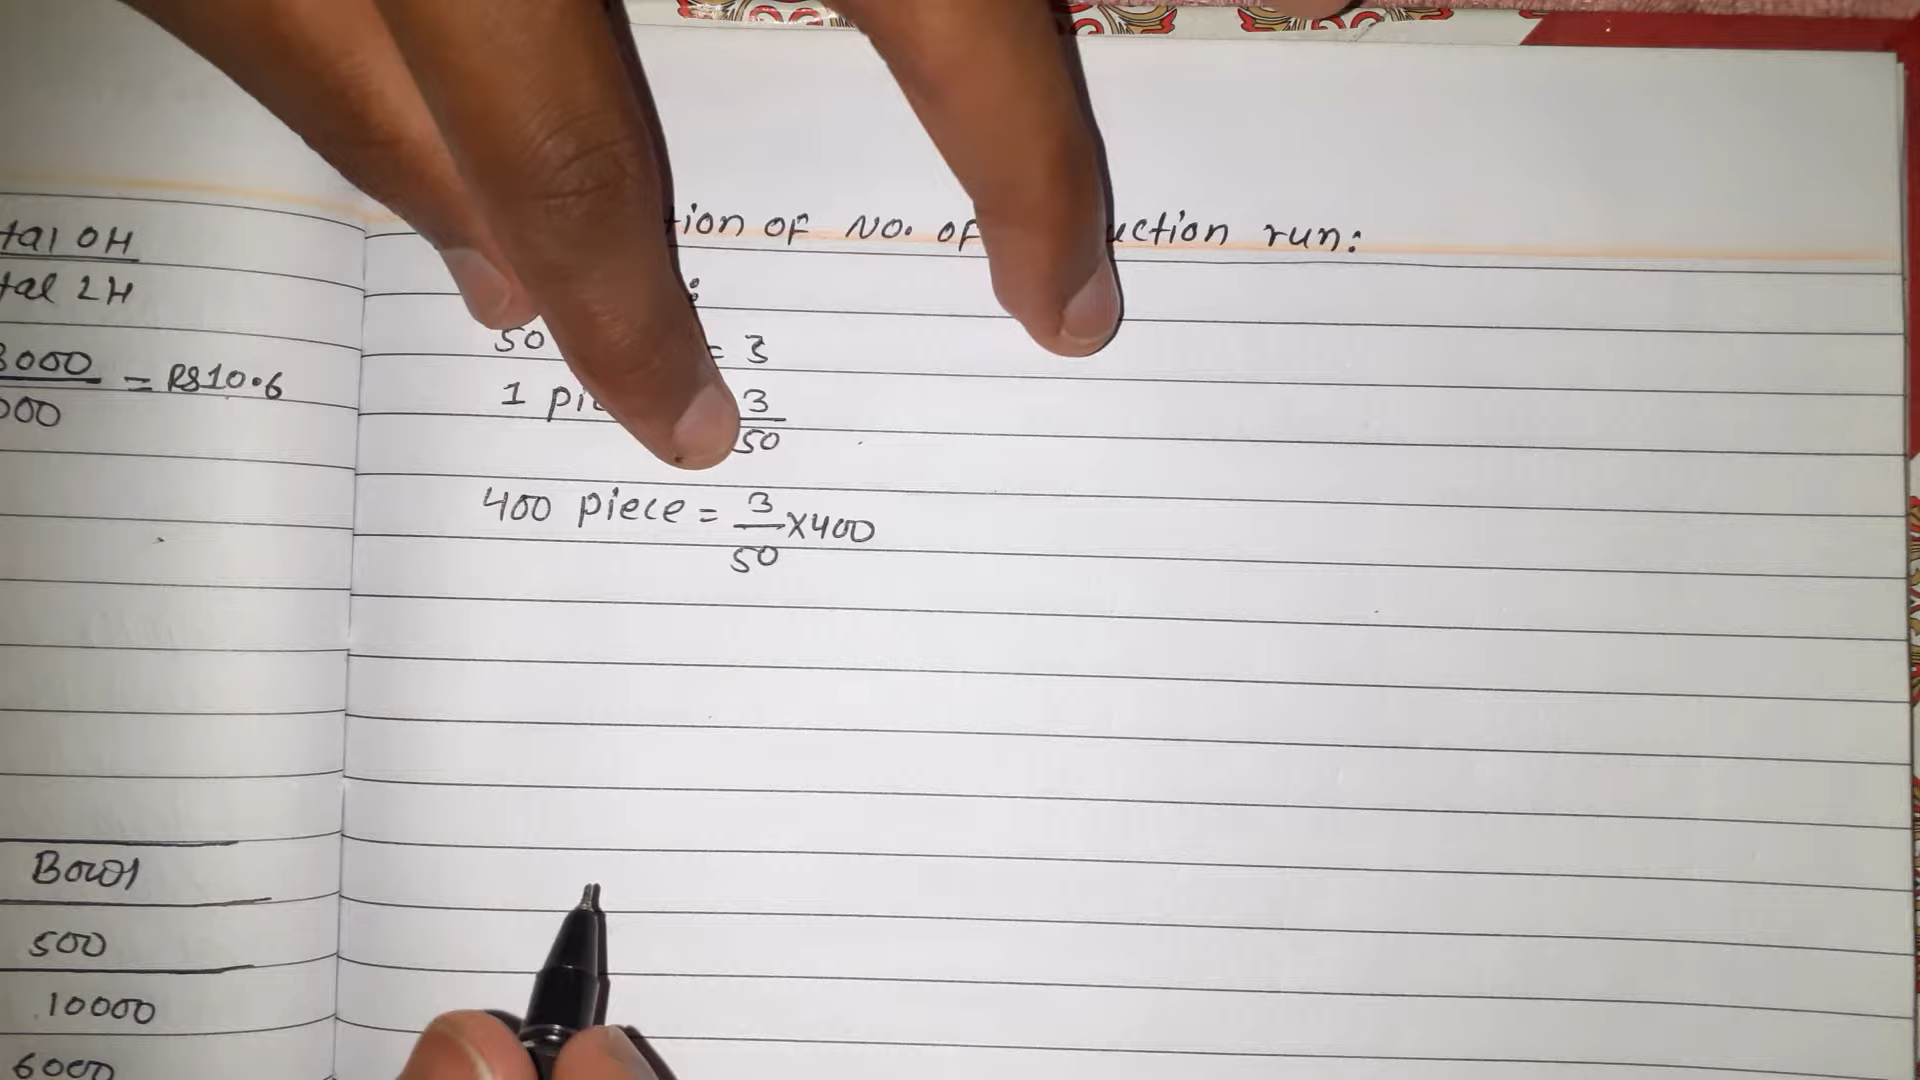 tal OH
tal LH
3000
000
= RS10.6
Bowl
500
10000
6000
tion of No. of uction run:
:
50 = 3
1 pi 3
50
400 piece = 3/50 x400